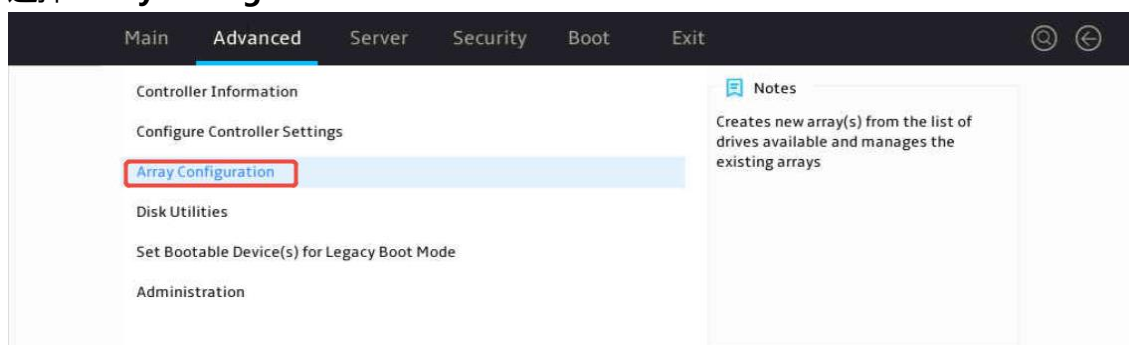 Main Advanced Server Security Boot Exit
Controller Information
Configure Controller Settings
Array Configuration
Disk Utilities
Set Bootable Device(s) for Legacy Boot Mode
Administration
Notes
Creates new array(s) from the list of
drives available and manages the
existing arrays